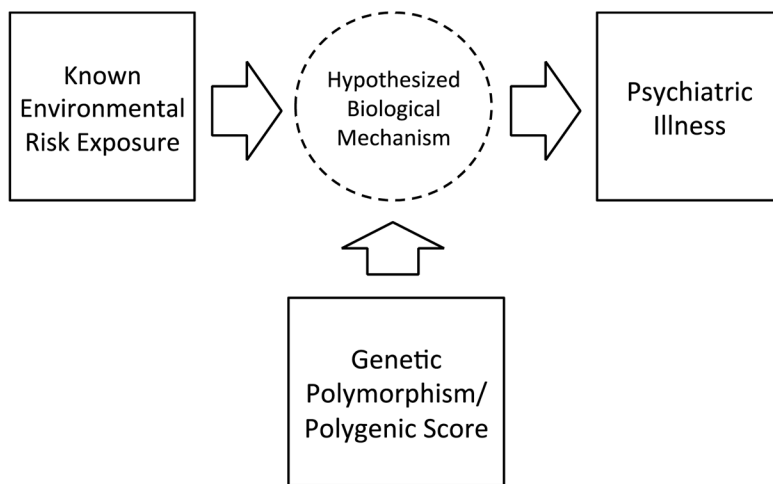 Known
Environmental
Risk Exposure
Hypothesized
Biological
Mechanism
Psychiatric
Illness
Genetic
Polymorphism/
Polygenic Score